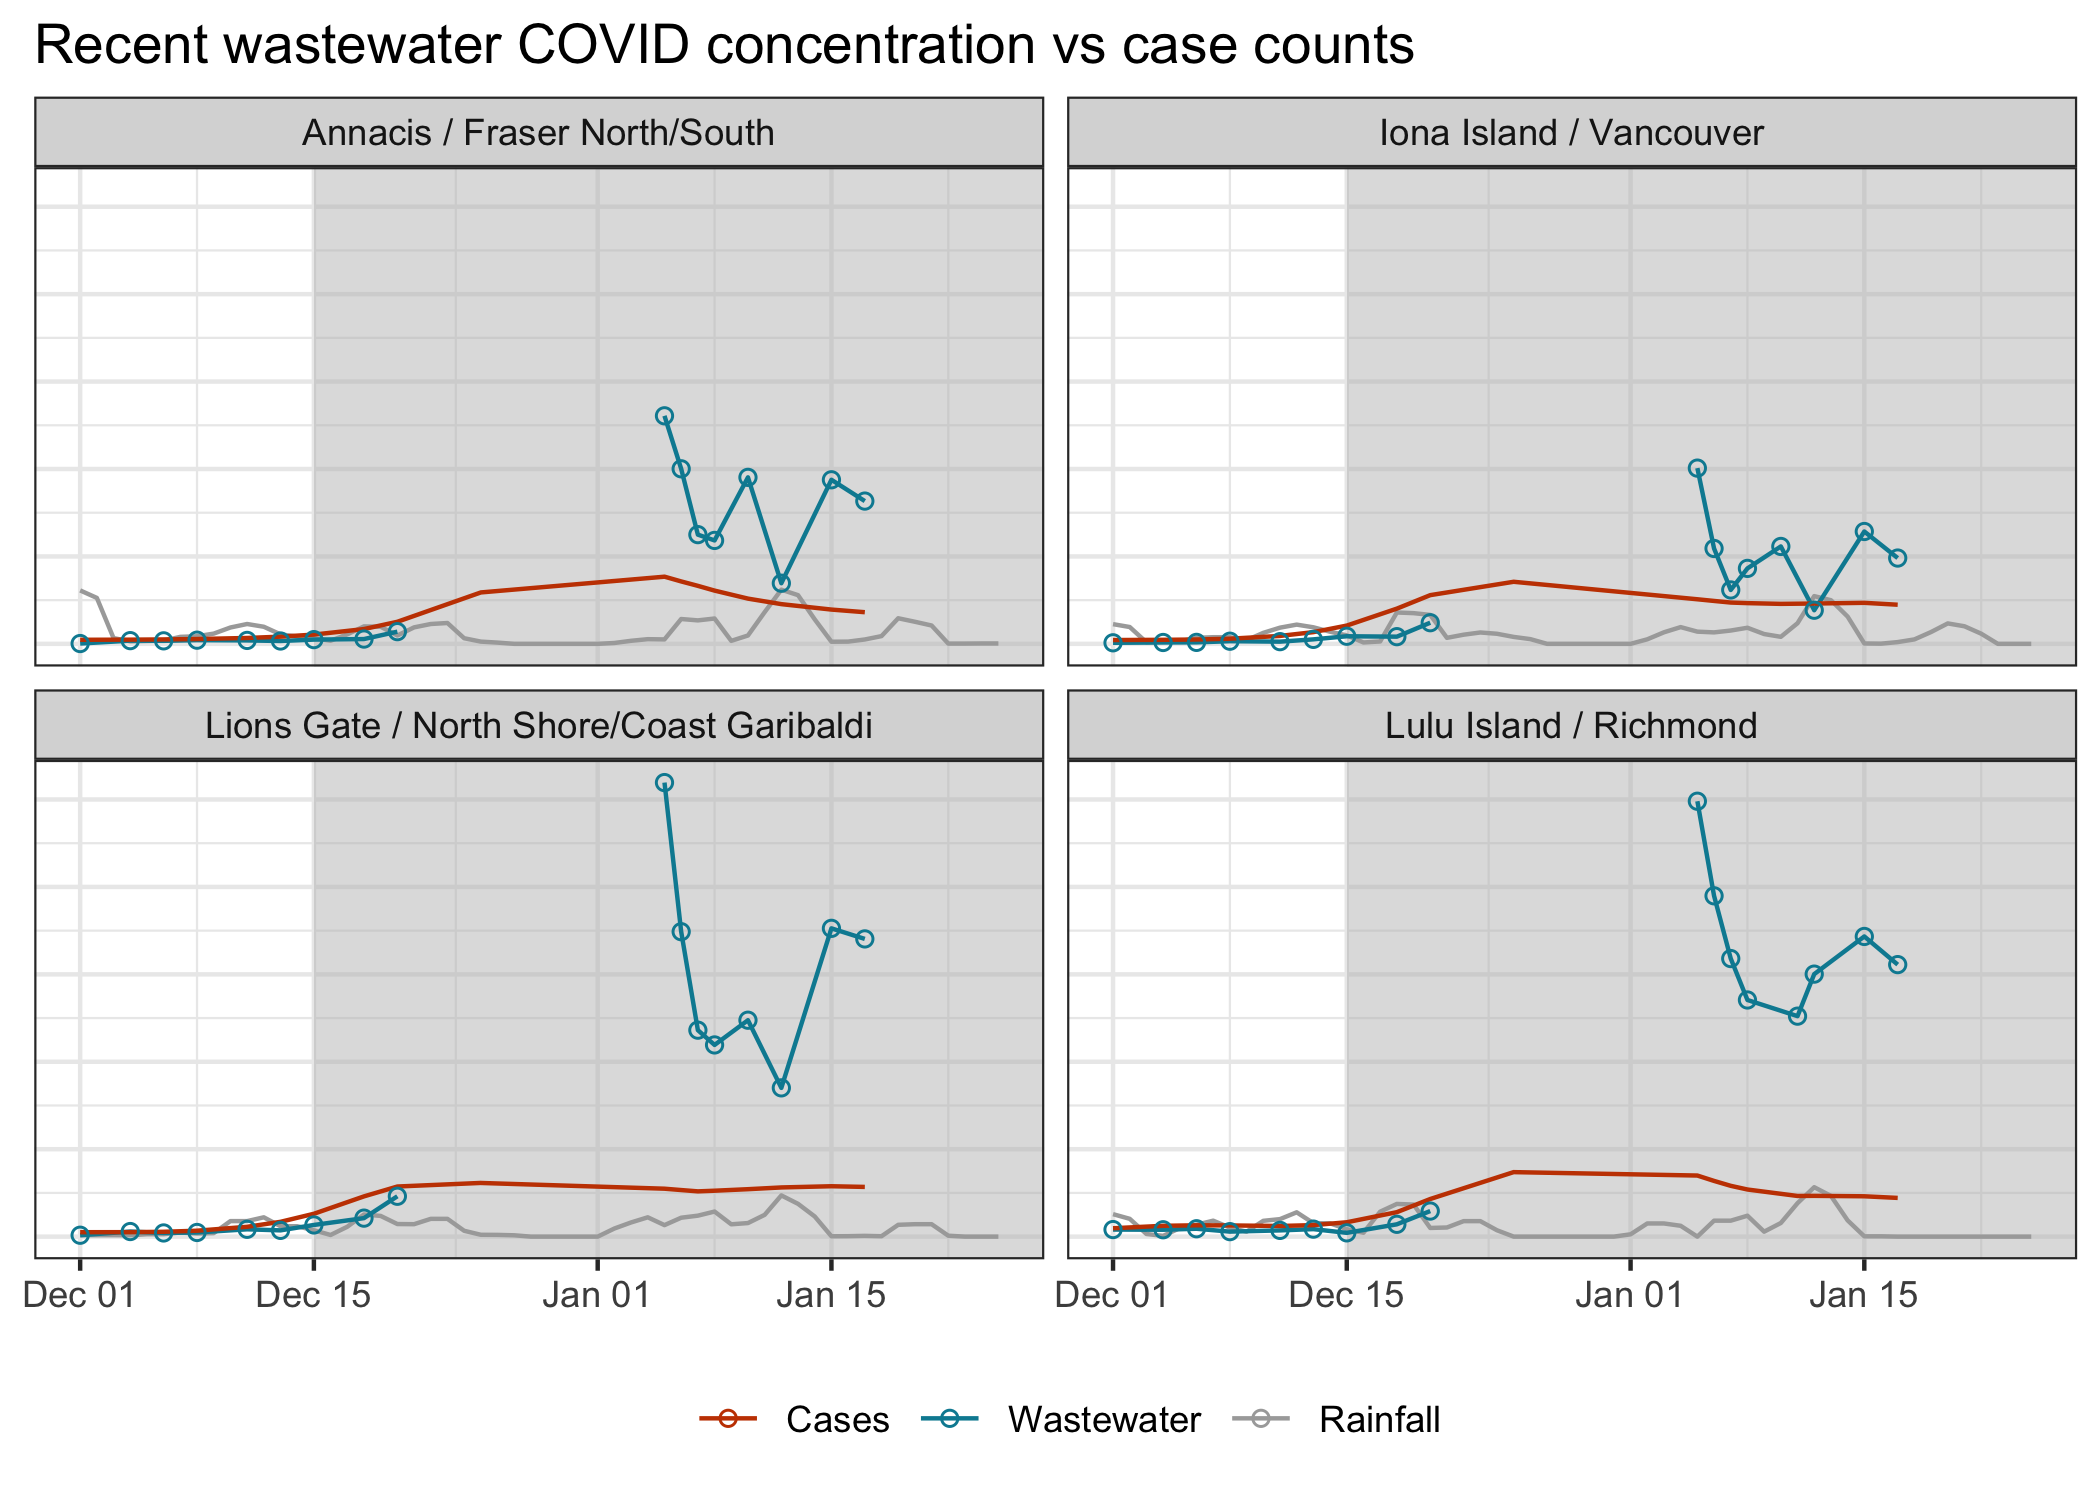 Recent wastewater COVID concentration vs case counts
Annacis / Fraser North/South
Iona Island / Vancouver
Lions Gate / North Shore/Coast Garibaldi
Lulu Island / Richmond
Dec 01 Dec 15 Jan 01 Jan 15 Dec 01 Dec 15 Jan 01 Jan 15
Cases Wastewater Rainfall